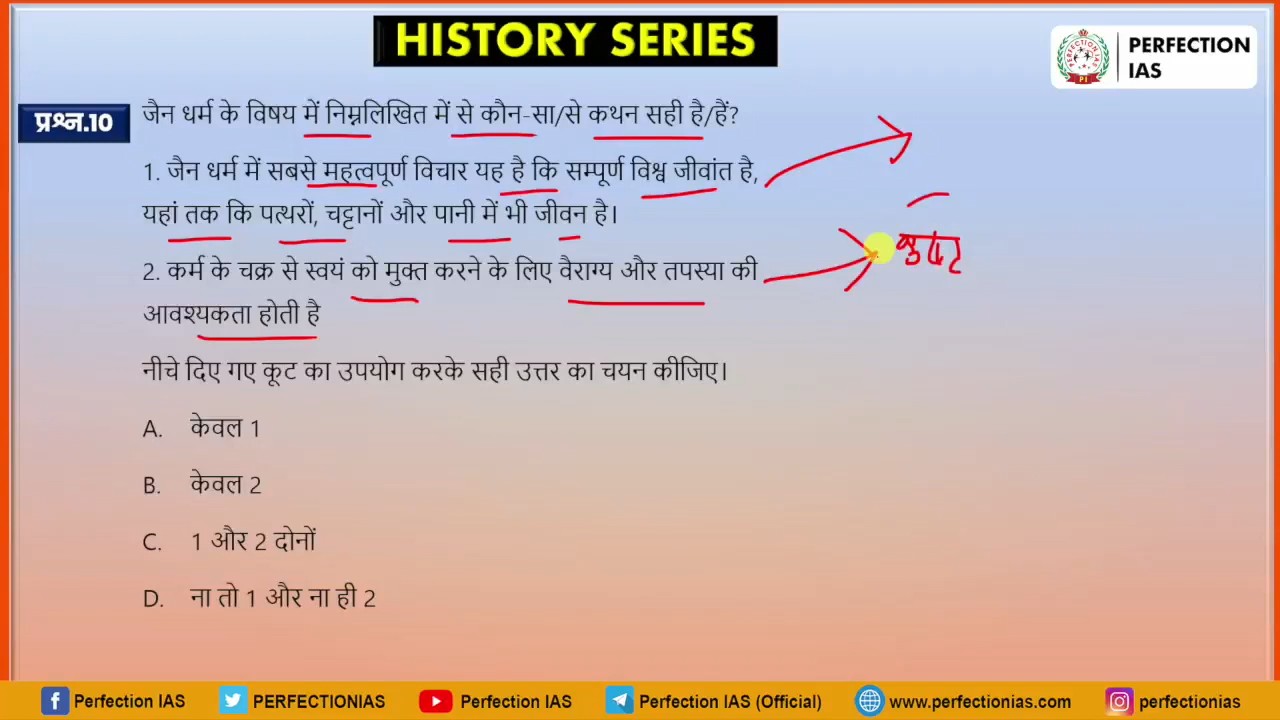 HISTORY SERIES
PERFECTION
IAS
प्रश्न.10
जैन धर्म के विषय में निम्नलिखित में से कौन-सा/से कथन सही है/हैं?
1. जैन धर्म में सबसे महत्वपूर्ण विचार यह है कि सम्पूर्ण विश्व जीवांत है,
यहां तक कि पत्थरों, चट्टानों और पानी में भी जीवन है।
2. कर्म के चक्र से स्वयं को मुक्त करने के लिए वैराग्य और तपस्या की
आवश्यकता होती है
नीचे दिए गए कूट का उपयोग करके सही उत्तर का चयन कीजिए।
A. केवल 1
B. केवल 2
C. 1 और 2 दोनों
D. ना तो 1 और ना ही 2
Perfection IAS PERFECTIONIAS Perfection IAS Perfection IAS (Official) www.perfectionias.com perfectionias